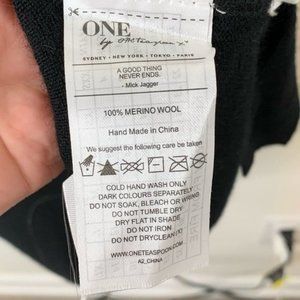 ONE
by oneteaspoon
SYDNEY • NEW YORK • TOKYO • PARIS
A GOOD THING
NEVER ENDS.
- Mick Jagger
100% MERINO WOOL
Hand Made in China
We suggest the following care be taken
COLD HAND WASH ONLY
DARK COLOURS SEPARATELY
DO NOT SOAK, BLEACH OR WRING
DO NOT TUMBLE DRY
DRY FLAT IN SHADE
DO NOT IRON
DO NOT DRYCLEAN /XT
WWW.ONETEASPOON.COM
A2_CHINA